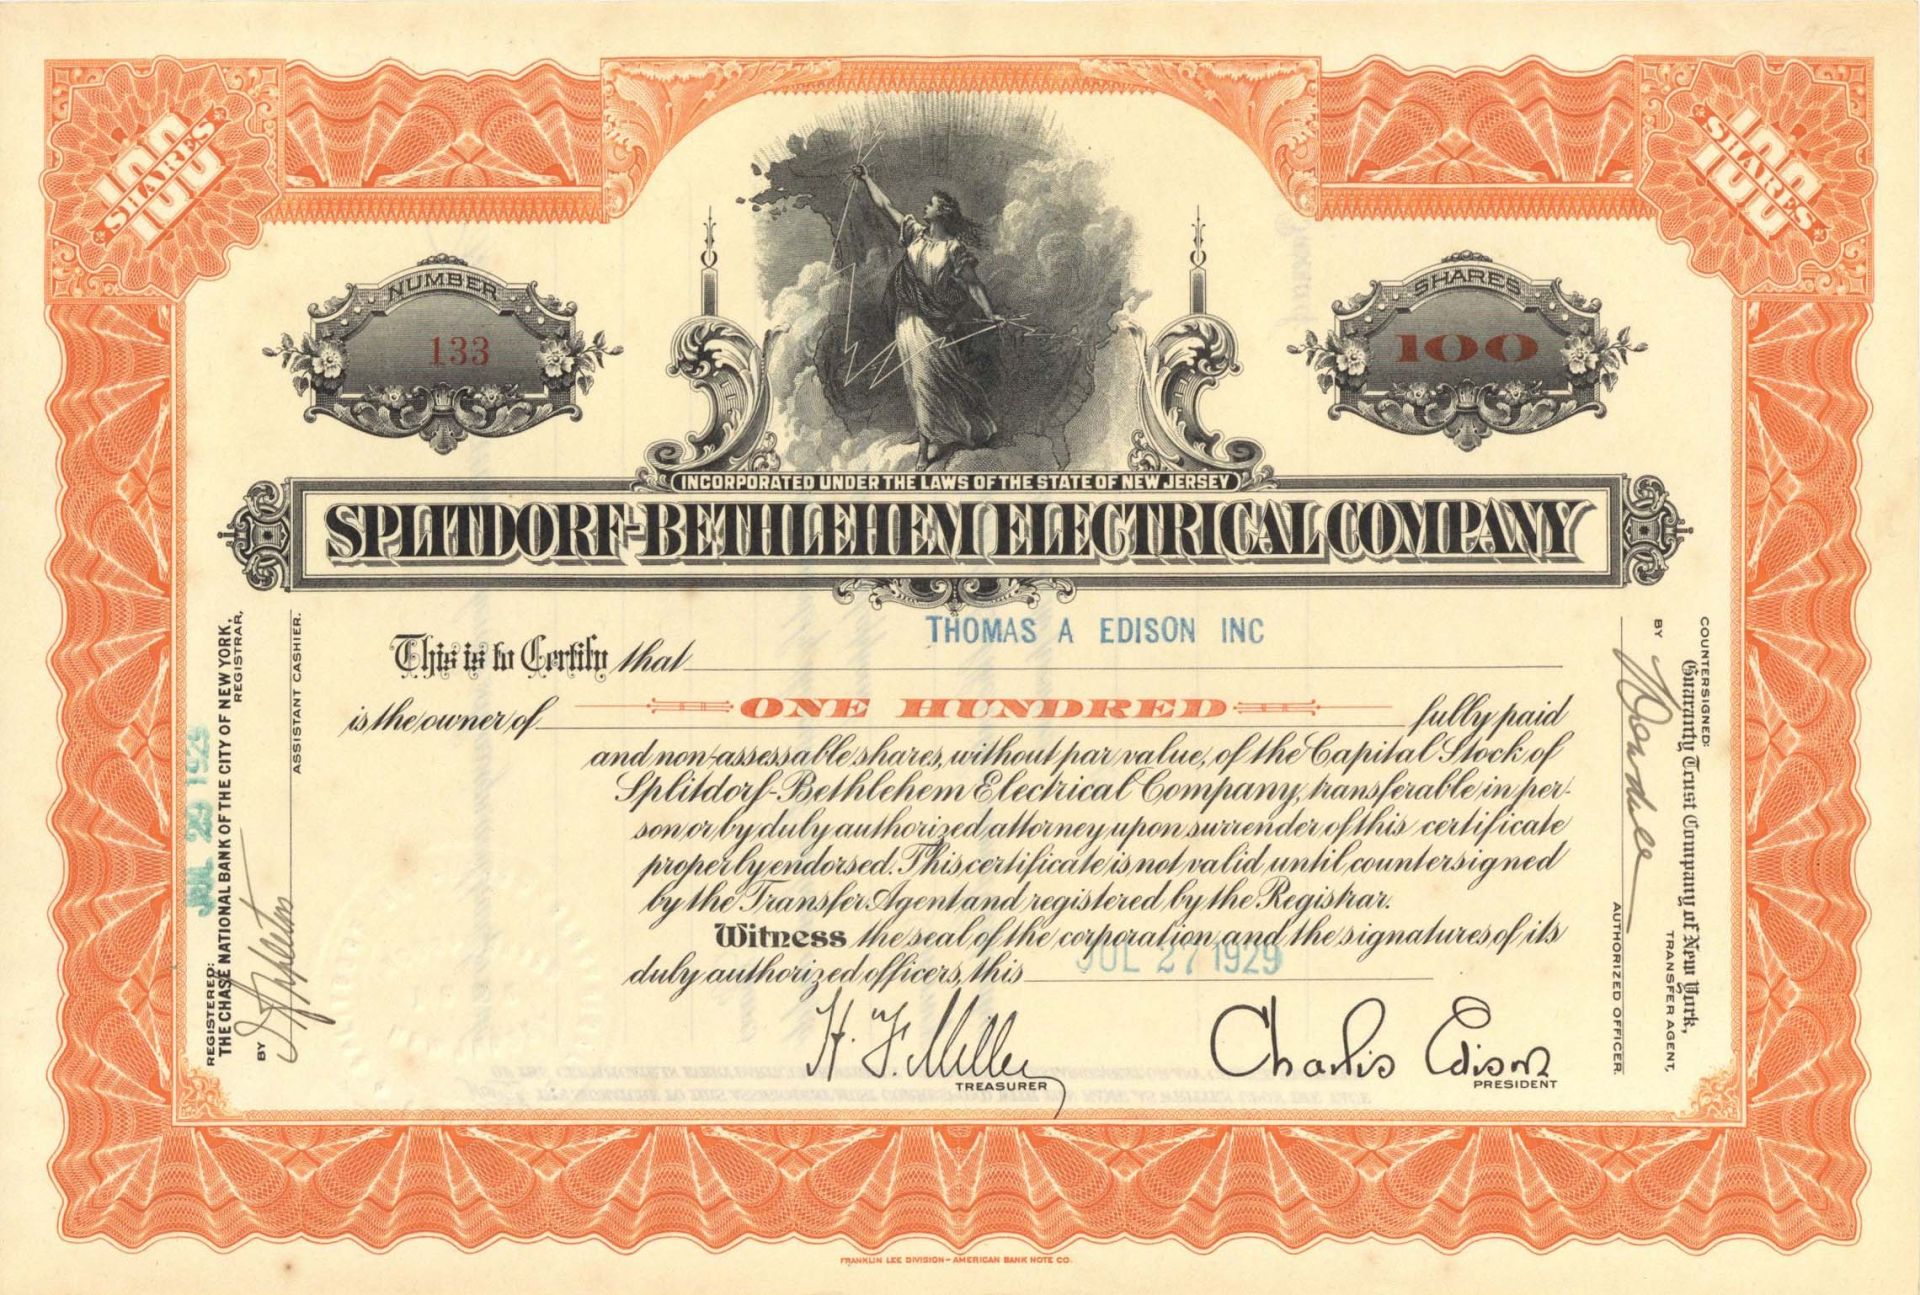 100
SHARES
100
SHARES
NUMBER
133
SHARES
100
INCORPORATED UNDER THE LAWS OF THE STATE OF NEW JERSEY
SPLITDORF-BETHLEHEM ELECTRICAL COMPANY
THOMAS A EDISON INC
This is to Certify that
is the owner of ONE HUNDRED fully paid
and non-assessable shares, without par value, of the Capital Stock of
Splitdorf-Bethlehem Electrical Company, transferable in per-
son or by duly authorized attorney upon surrender of this certificate
properly endorsed. This certificate is not valid until countersigned
by the Transfer Agent and registered by the Registrar.
Witness the seal of the corporation and the signatures of its
duly authorized officers, this JUL 27 1929
H. F. Miller
TREASURER
Charles Edison
PRESIDENT
JUL 29 1929
REGISTERED:
THE CHASE NATIONAL BANK OF THE CITY OF NEW YORK,
REGISTRAR,
BY
ASSISTANT CASHIER.
COUNTERSIGNED:
Guaranty Trust Company of New York,
TRANSFER AGENT,
BY
AUTHORIZED OFFICER.
FRANKLIN LEE DIVISION - AMERICAN BANK NOTE CO.